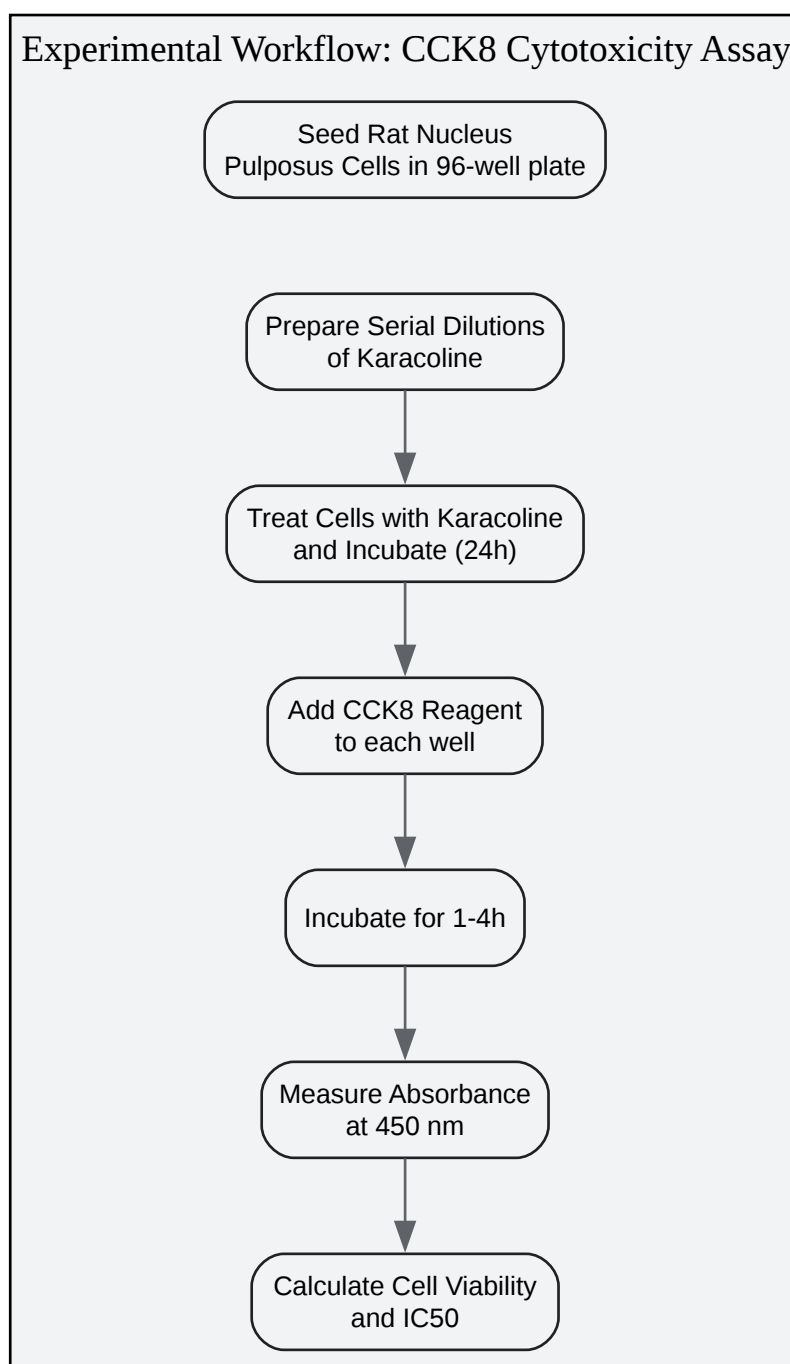 Experimental Workflow: CCK8 Cytotoxicity Assay
Seed Rat Nucleus
Pulposus Cells in 96-well plate
Prepare Serial Dilutions
of Karacoline
Treat Cells with Karacoline
and Incubate (24h)
Add CCK8 Reagent
to each well
Incubate for 1-4h
Measure Absorbance
at 450 nm
Calculate Cell Viability
and IC50